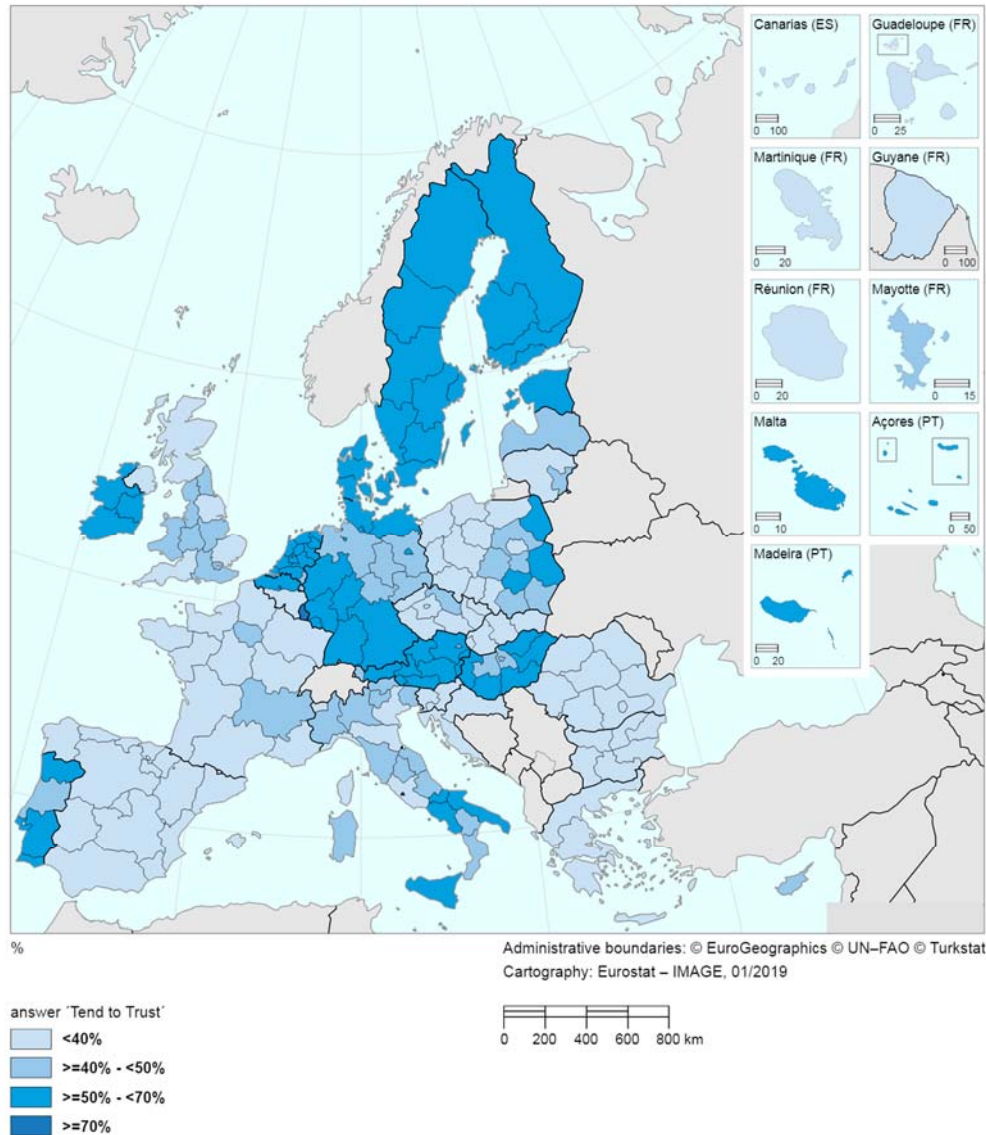 Canarias (ES)
0 100
Guadeloupe (FR)
0 25
Martinique (FR)
0 20
Guyane (FR)
0 100
Réunion (FR)
0 20
Mayotte (FR)
0 15
Malta
0 10
Açores (PT)
0 50
Madeira (PT)
0 20
%
Administrative boundaries: © EuroGeographics © UN–FAO © Turkstat
Cartography: Eurostat – IMAGE, 01/2019
answer ´Tend to Trust´
<40%
>=40% - <50%
>=50% - <70%
>=70%
0 200 400 600 800 km